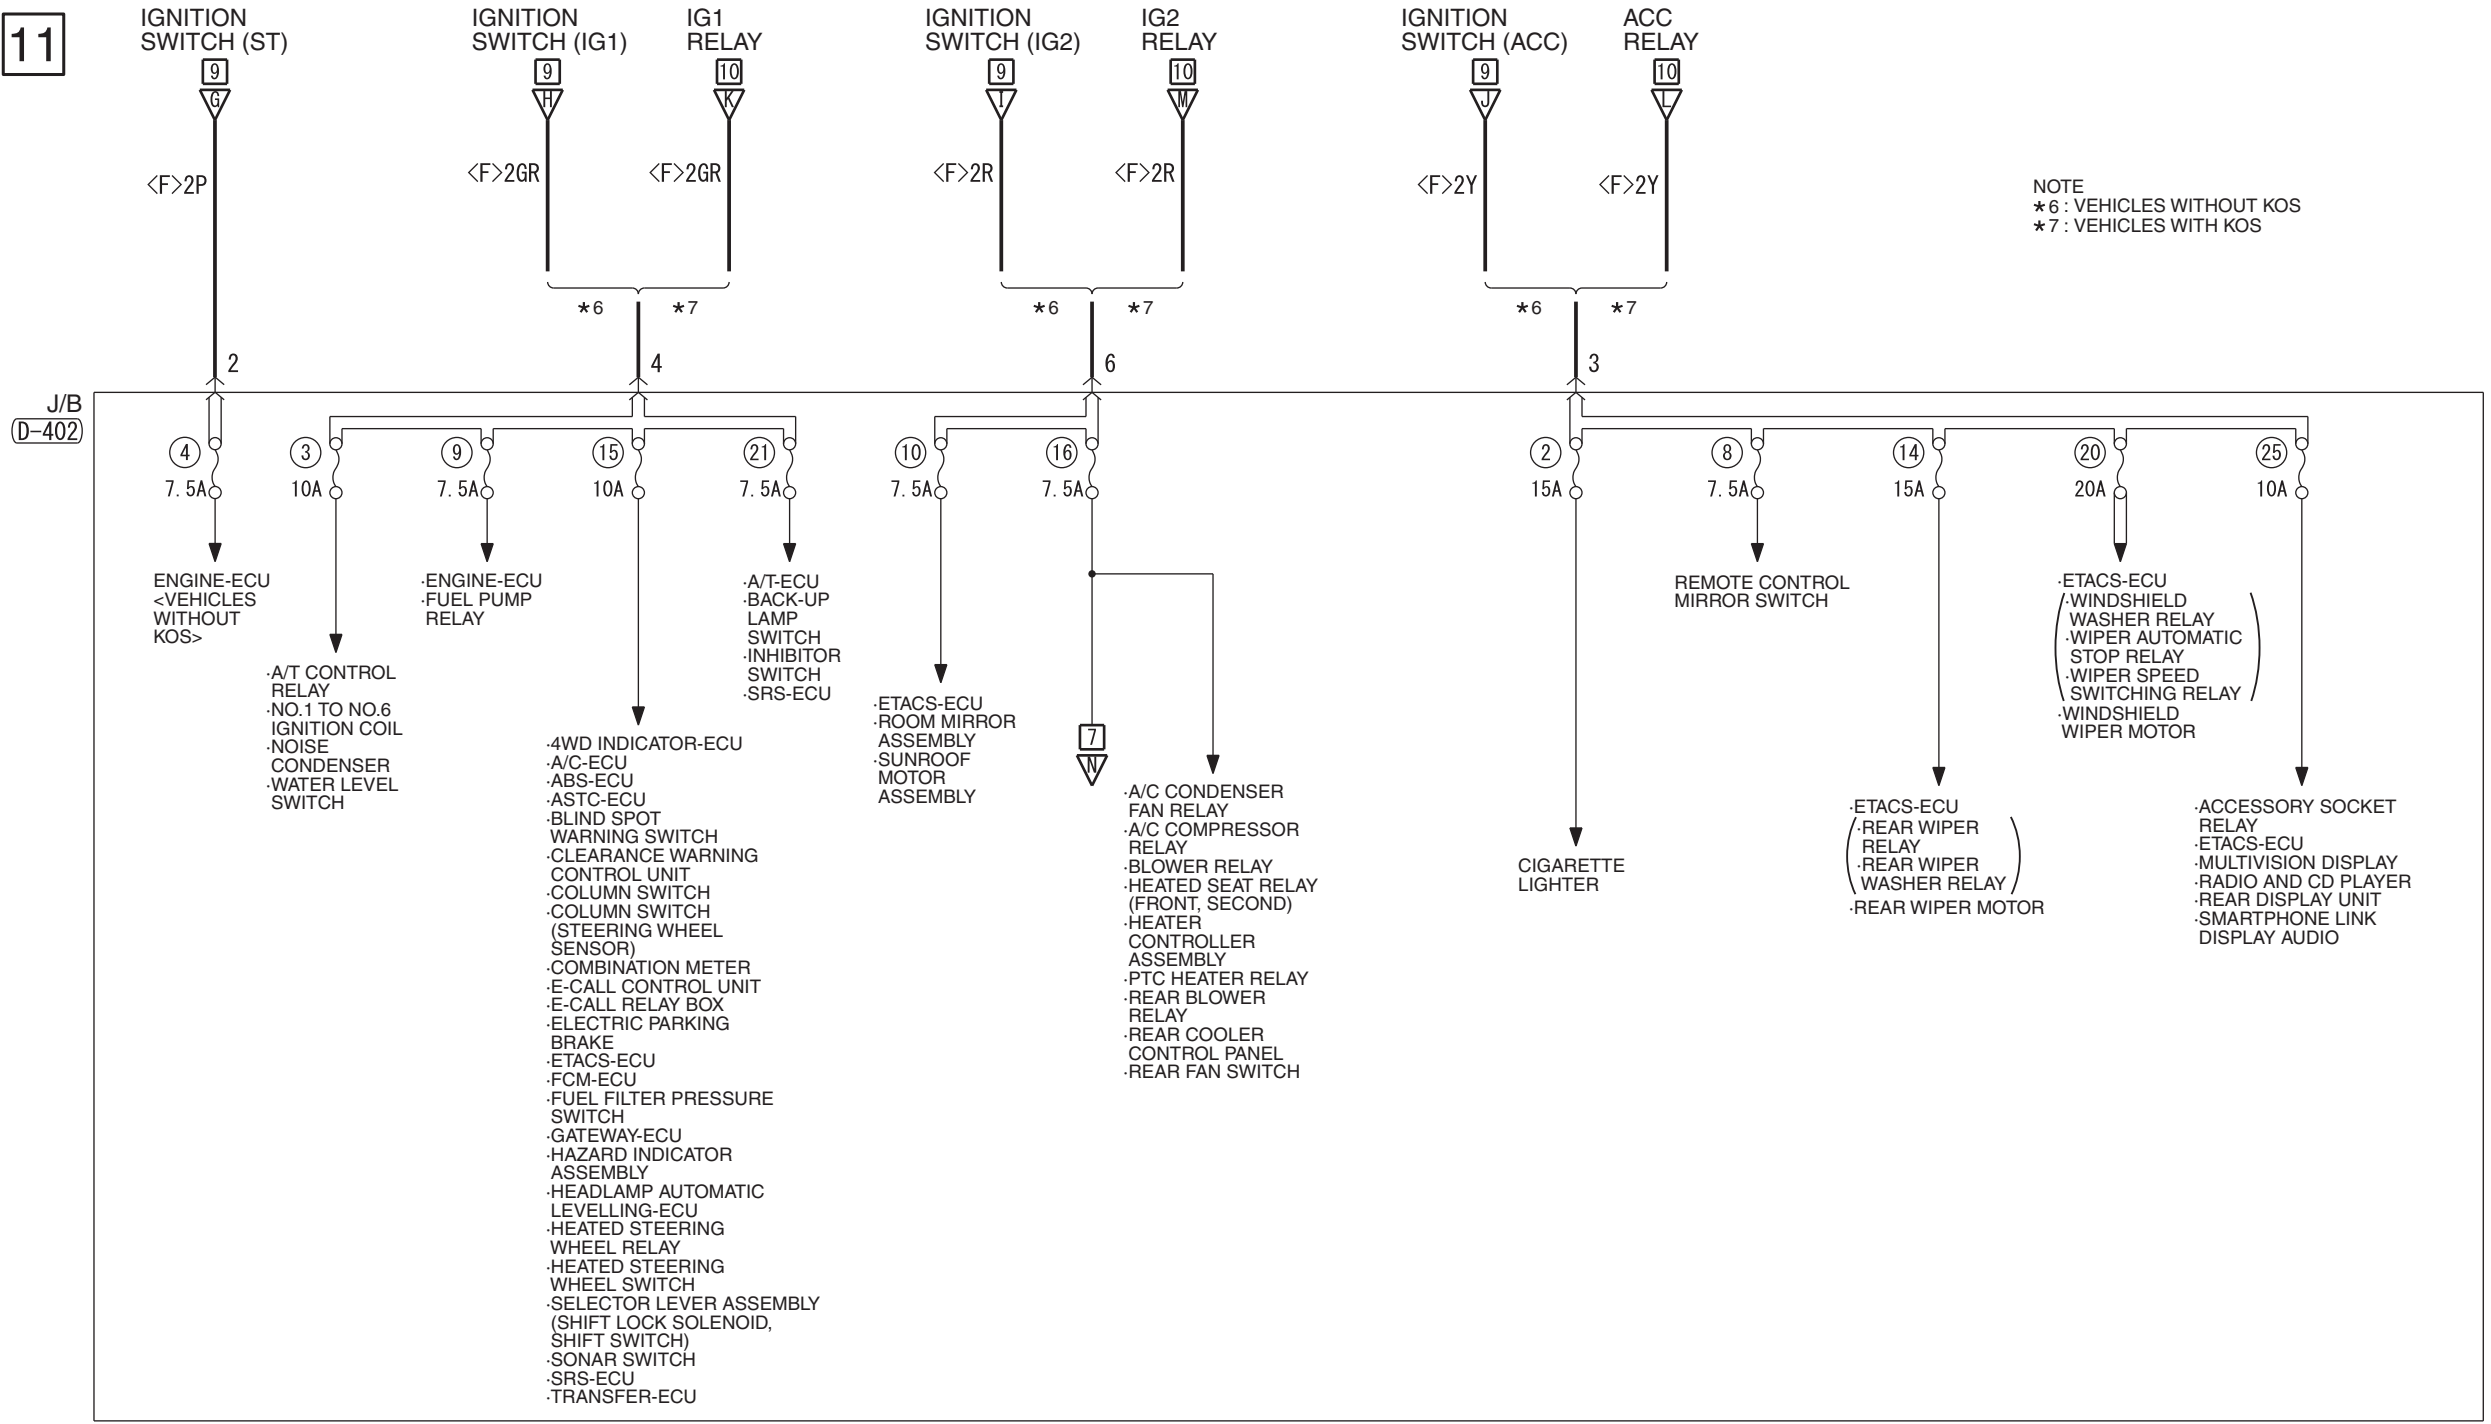 11
IGNITION
SWITCH (ST)
9
G
<F>2P
2
IGNITION
SWITCH (IG1)
9
H
<F>2GR
IG1
RELAY
10
K
<F>2GR
*6
*7
4
IGNITION
SWITCH (IG2)
9
I
<F>2R
IG2
RELAY
10
M
<F>2R
*6
*7
6
IGNITION
SWITCH (ACC)
9
J
<F>2Y
ACC
RELAY
10
L
<F>2Y
*6
*7
3
NOTE
*6 : VEHICLES WITHOUT KOS
*7 : VEHICLES WITH KOS
J/B
(D-402)
4
7.5A
ENGINE-ECU
<VEHICLES
WITHOUT
KOS>
3
10A
·A/T CONTROL
RELAY
·NO.1 TO NO.6
IGNITION COIL
·NOISE
CONDENSER
·WATER LEVEL
SWITCH
9
7.5A
·ENGINE-ECU
·FUEL PUMP
RELAY
15
10A
·4WD INDICATOR-ECU
·A/C-ECU
·ABS-ECU
·ASTC-ECU
·BLIND SPOT
WARNING SWITCH
·CLEARANCE WARNING
CONTROL UNIT
·COLUMN SWITCH
·COLUMN SWITCH
(STEERING WHEEL
SENSOR)
·COMBINATION METER
·E-CALL CONTROL UNIT
·E-CALL RELAY BOX
·ELECTRIC PARKING
BRAKE
·ETACS-ECU
·FCM-ECU
·FUEL FILTER PRESSURE
SWITCH
·GATEWAY-ECU
·HAZARD INDICATOR
ASSEMBLY
·HEADLAMP AUTOMATIC
LEVELLING-ECU
·HEATED STEERING
WHEEL RELAY
·HEATED STEERING
WHEEL SWITCH
·SELECTOR LEVER ASSEMBLY
(SHIFT LOCK SOLENOID,
SHIFT SWITCH)
·SONAR SWITCH
·SRS-ECU
·TRANSFER-ECU
21
7.5A
·A/T-ECU
·BACK-UP
LAMP
SWITCH
·INHIBITOR
SWITCH
·SRS-ECU
10
7.5A
·ETACS-ECU
·ROOM MIRROR
ASSEMBLY
·SUNROOF
MOTOR
ASSEMBLY
16
7.5A
7
N
·A/C CONDENSER
FAN RELAY
·A/C COMPRESSOR
RELAY
·BLOWER RELAY
·HEATED SEAT RELAY
(FRONT, SECOND)
·HEATER
CONTROLLER
ASSEMBLY
·PTC HEATER RELAY
·REAR BLOWER
RELAY
·REAR COOLER
CONTROL PANEL
·REAR FAN SWITCH
2
15A
CIGARETTE
LIGHTER
8
7.5A
REMOTE CONTROL
MIRROR SWITCH
14
15A
·ETACS-ECU
(·REAR WIPER
RELAY
·REAR WIPER
WASHER RELAY)
·REAR WIPER MOTOR
20
20A
·ETACS-ECU
(·WINDSHIELD
WASHER RELAY
·WIPER AUTOMATIC
STOP RELAY
·WIPER SPEED
SWITCHING RELAY)
·WINDSHIELD
WIPER MOTOR
25
10A
·ACCESSORY SOCKET
RELAY
·ETACS-ECU
·MULTIVISION DISPLAY
·RADIO AND CD PLAYER
·REAR DISPLAY UNIT
·SMARTPHONE LINK
DISPLAY AUDIO